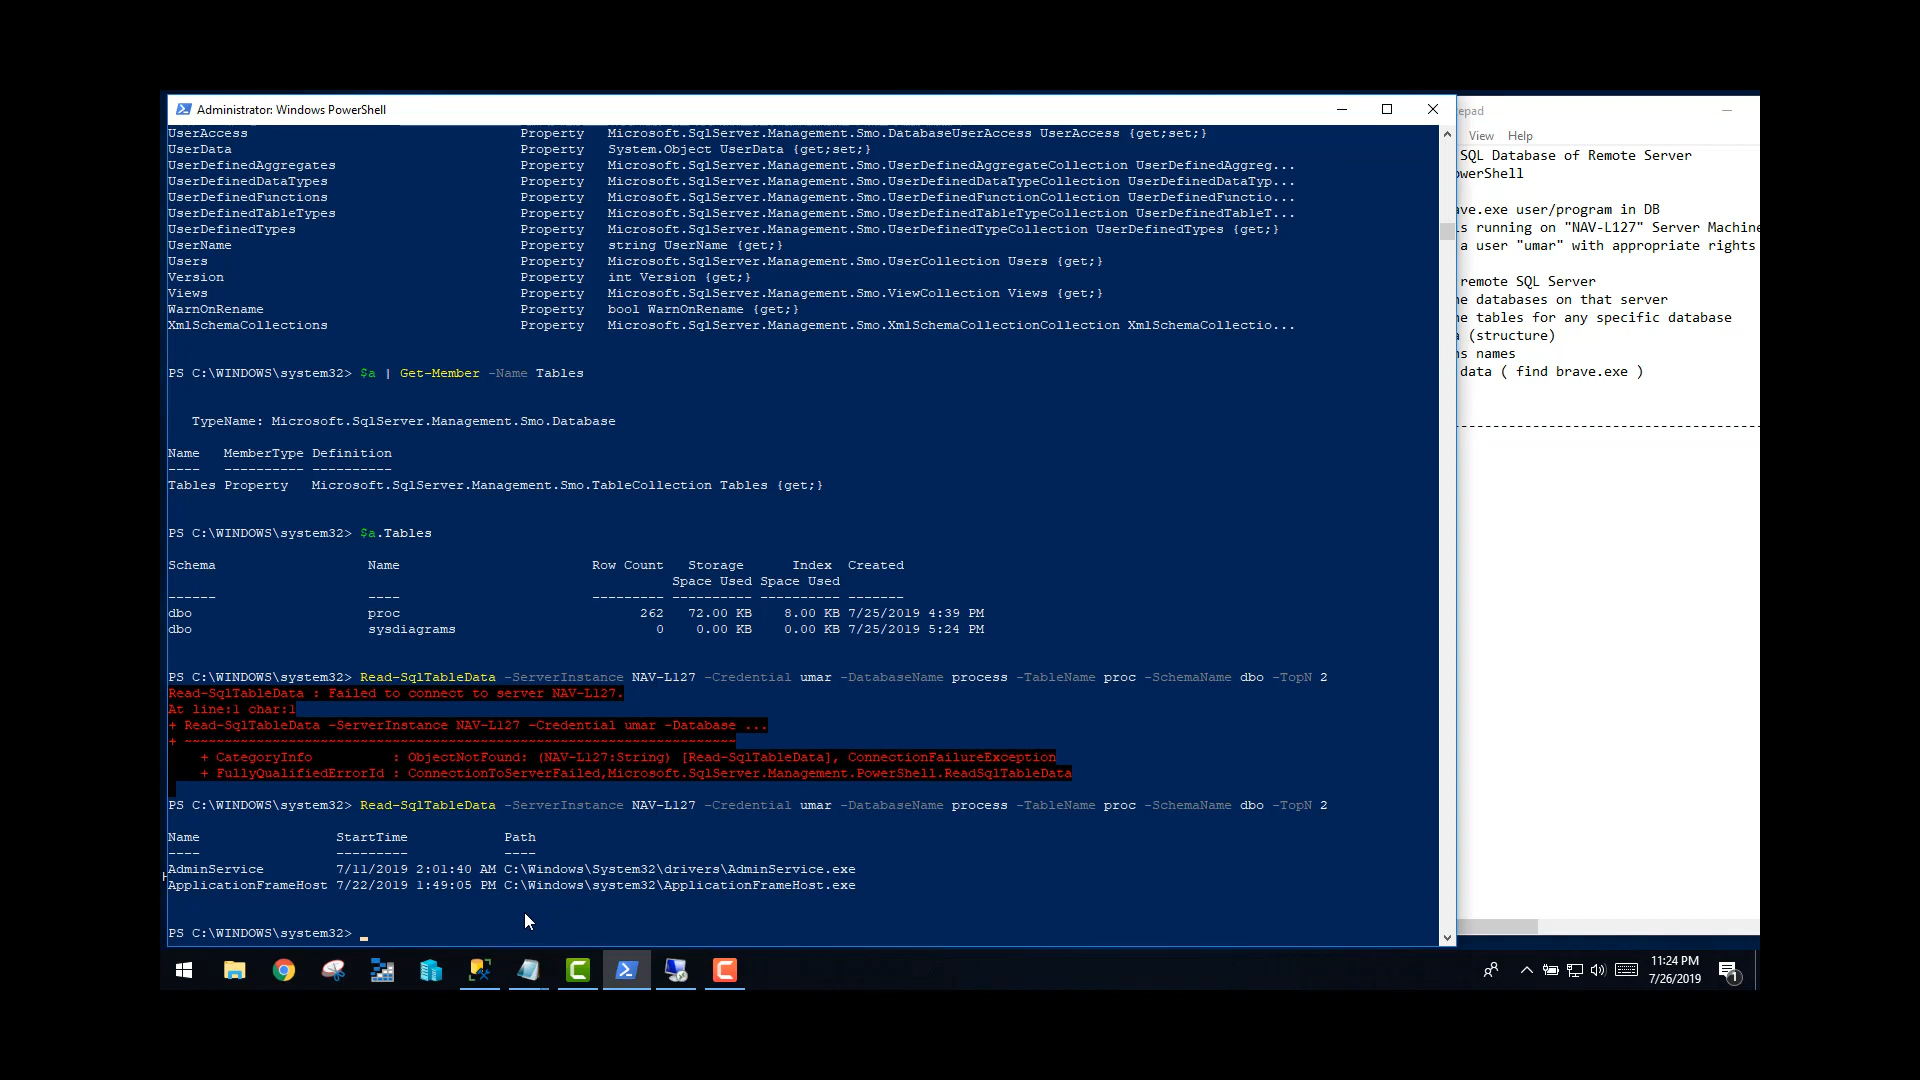 Administrator: Windows PowerShell
UserAccess Property Microsoft.SqlServer.Management.Smo.DatabaseUserAccess UserAccess {get;set;}
UserData Property System.Object UserData {get;set;}
UserDefinedAggregates Property Microsoft.SqlServer.Management.Smo.UserDefinedAggregateCollection UserDefinedAggreg...
UserDefinedDataTypes Property Microsoft.SqlServer.Management.Smo.UserDefinedDataTypeCollection UserDefinedDataTyp...
UserDefinedFunctions Property Microsoft.SqlServer.Management.Smo.UserDefinedFunctionCollection UserDefinedFunctio...
UserDefinedTableTypes Property Microsoft.SqlServer.Management.Smo.UserDefinedTableTypeCollection UserDefinedTableT...
UserDefinedTypes Property Microsoft.SqlServer.Management.Smo.UserDefinedTypeCollection UserDefinedTypes {get;}
UserName Property string UserName {get;}
Users Property Microsoft.SqlServer.Management.Smo.UserCollection Users {get;}
Version Property int Version {get;}
Views Property Microsoft.SqlServer.Management.Smo.ViewCollection Views {get;}
WarnOnRename Property bool WarnOnRename {get;}
XmlSchemaCollections Property Microsoft.SqlServer.Management.Smo.XmlSchemaCollectionCollection XmlSchemaCollectio...
PS C:\WINDOWS\system32> $a | Get-Member -Name Tables
TypeName: Microsoft.SqlServer.Management.Smo.Database
Name MemberType Definition
---- ---------- ----------
Tables Property Microsoft.SqlServer.Management.Smo.TableCollection Tables {get;}
PS C:\WINDOWS\system32> $a.Tables
Schema Name Row Count Storage Index Created
Space Used Space Used
------ ---- --------- ---------- ---------- -------
dbo proc 262 72.00 KB 8.00 KB 7/25/2019 4:39 PM
dbo sysdiagrams 0 0.00 KB 0.00 KB 7/25/2019 5:24 PM
PS C:\WINDOWS\system32> Read-SqlTableData -ServerInstance NAV-L127 -Credential umar -DatabaseName process -TableName proc -SchemaName dbo -TopN 2
Read-SqlTableData : Failed to connect to server NAV-L127.
At line:1 char:1
+ Read-SqlTableData -ServerInstance NAV-L127 -Credential umar -Database ...
+ ~~~~~~~~~~~~~~~~~~~~~~~~~~~~~~~~~~~~~~~~~~~~~~~~~~~~~~~~~~~~~~~~~~~~~
+ CategoryInfo : ObjectNotFound: (NAV-L127:String) [Read-SqlTableData], ConnectionFailureException
+ FullyQualifiedErrorId : ConnectionToServerFailed,Microsoft.SqlServer.Management.PowerShell.ReadSqlTableData
PS C:\WINDOWS\system32> Read-SqlTableData -ServerInstance NAV-L127 -Credential umar -DatabaseName process -TableName proc -SchemaName dbo -TopN 2
Name StartTime Path
---- --------- ----
AdminService 7/11/2019 2:01:40 AM C:\Windows\System32\drivers\AdminService.exe
ApplicationFrameHost 7/22/2019 1:49:05 PM C:\Windows\system32\ApplicationFrameHost.exe
PS C:\WINDOWS\system32> _
epad
View Help
SQL Database of Remote Server
owerShell
ave.exe user/program in DB
is running on "NAV-L127" Server Machine
a user "umar" with appropriate rights
remote SQL Server
he databases on that server
he tables for any specific database
a (structure)
ns names
data ( find brave.exe )
--------------------------------------
11:24 PM
7/26/2019
1